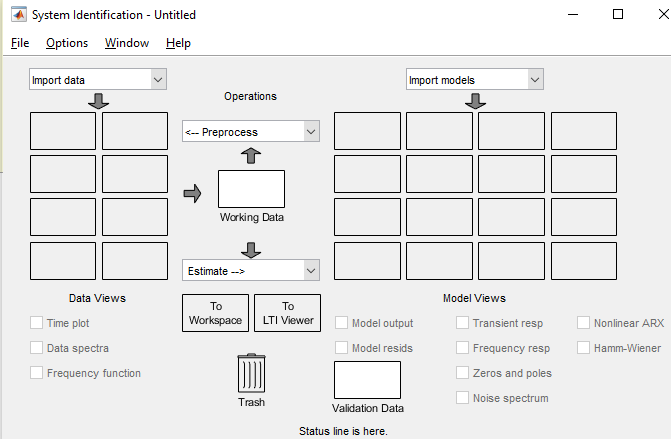 System Identification - Untitled
File Options Window Help
Import data
Import models
Operations
<-- Preprocess
Working Data
Estimate -->
Data Views
Model Views
To
Workspace
To
LTI Viewer
Time plot
Data spectra
Frequency function
Model output
Model resids
Transient resp
Frequency resp
Zeros and poles
Noise spectrum
Nonlinear ARX
Hamm-Wiener
Trash
Validation Data
Status line is here.